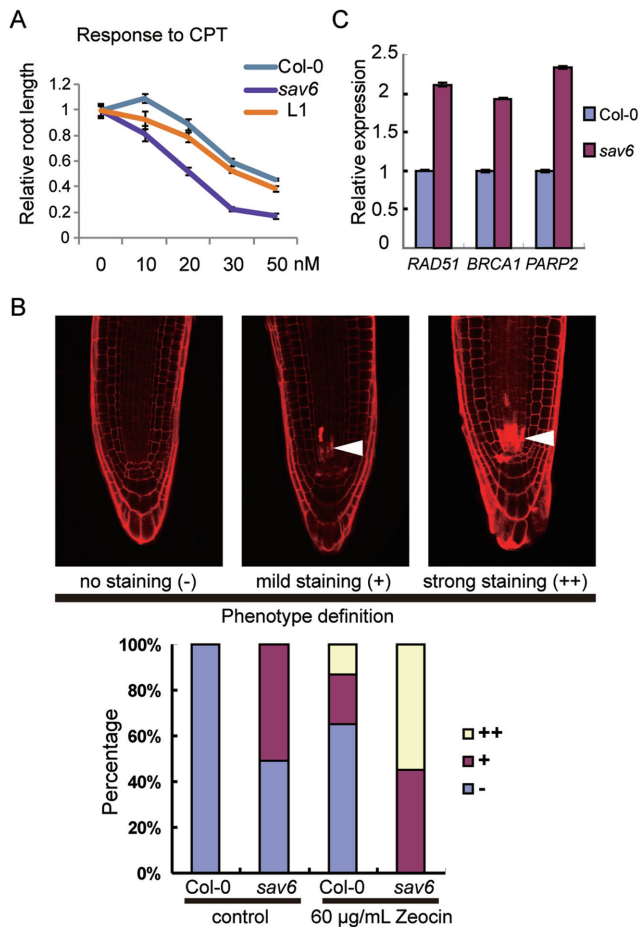 A
Response to CPT
Relative root length
1.2
1
0.8
0.6
0.4
0.2
0
0 10 20 30 50 nM
Col-0
sav6
L1
C
Relative expression
2.5
2
1.5
1
0.5
0
RAD51 BRCA1 PARP2
Col-0
sav6
B
no staining (-)
mild staining (+)
strong staining (++)
Phenotype definition
Percentage
100%
80%
60%
40%
20%
0%
Col-0 sav6 Col-0 sav6
control 60 µg/mL Zeocin
++
+
-